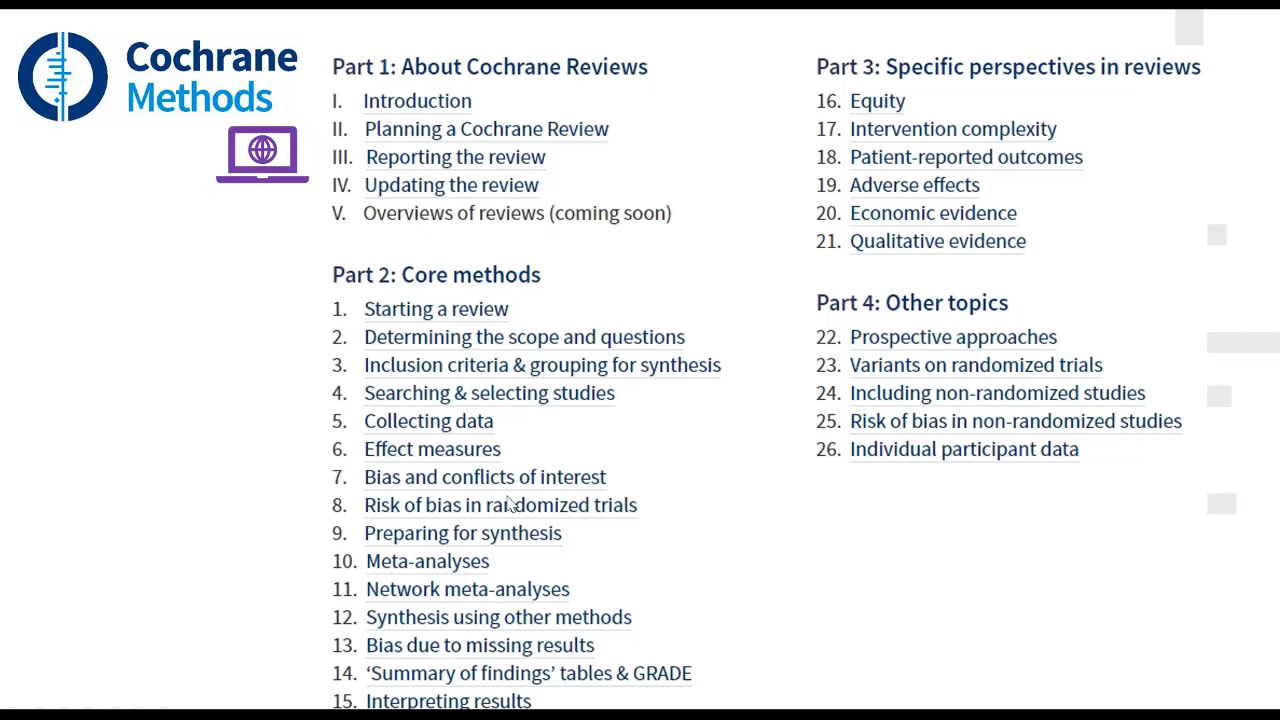 Cochrane
Methods
Part 1: About Cochrane Reviews
I. Introduction
II. Planning a Cochrane Review
III. Reporting the review
IV. Updating the review
V. Overviews of reviews (coming soon)
Part 2: Core methods
1. Starting a review
2. Determining the scope and questions
3. Inclusion criteria & grouping for synthesis
4. Searching & selecting studies
5. Collecting data
6. Effect measures
7. Bias and conflicts of interest
8. Risk of bias in randomized trials
9. Preparing for synthesis
10. Meta-analyses
11. Network meta-analyses
12. Synthesis using other methods
13. Bias due to missing results
14. ‘Summary of findings’ tables & GRADE
15. Interpreting results
Part 3: Specific perspectives in reviews
16. Equity
17. Intervention complexity
18. Patient-reported outcomes
19. Adverse effects
20. Economic evidence
21. Qualitative evidence
Part 4: Other topics
22. Prospective approaches
23. Variants on randomized trials
24. Including non-randomized studies
25. Risk of bias in non-randomized studies
26. Individual participant data